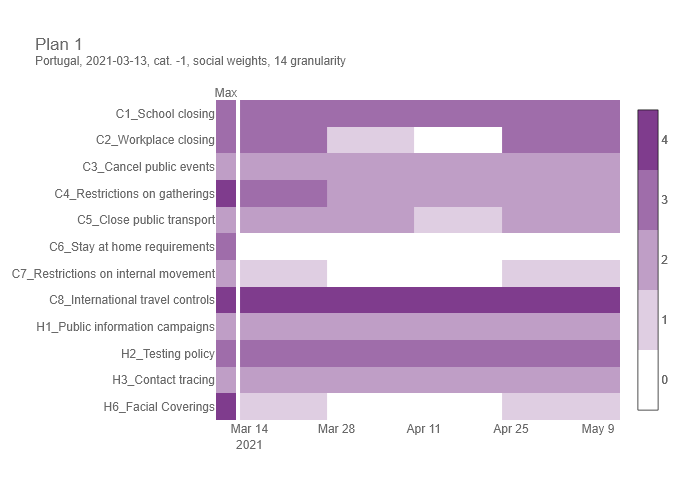 Plan 1
Portugal, 2021-03-13, cat. -1, social weights, 14 granularity
Max
C1_School closing
C2_Workplace closing
C3_Cancel public events
C4_Restrictions on gatherings
C5_Close public transport
C6_Stay at home requirements
C7_Restrictions on internal movement
C8_International travel controls
H1_Public information campaigns
H2_Testing policy
H3_Contact tracing
H6_Facial Coverings
Mar 14 Mar 28 Apr 11 Apr 25 May 9
2021
4
3
2
1
0